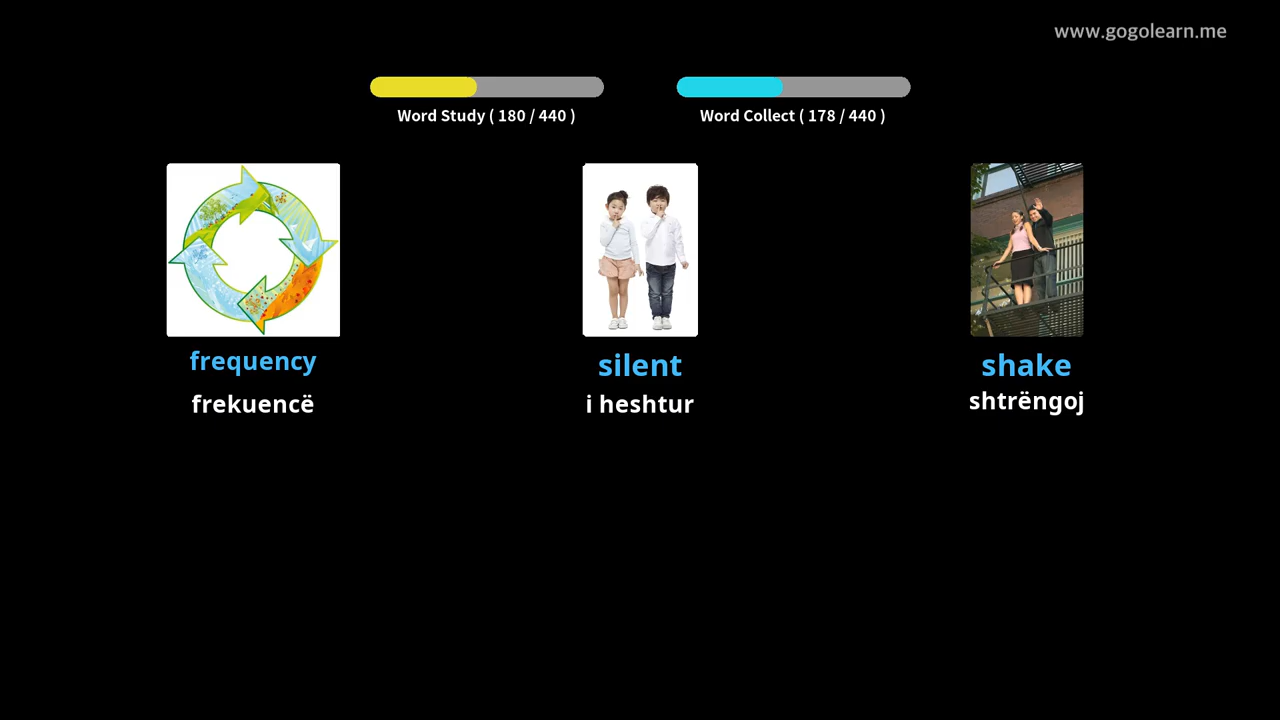 www.gogolearn.me
Word Study ( 180 / 440 )
Word Collect ( 178 / 440 )
frequency
frekuencë
silent
i heshtur
shake
shtrëngoj